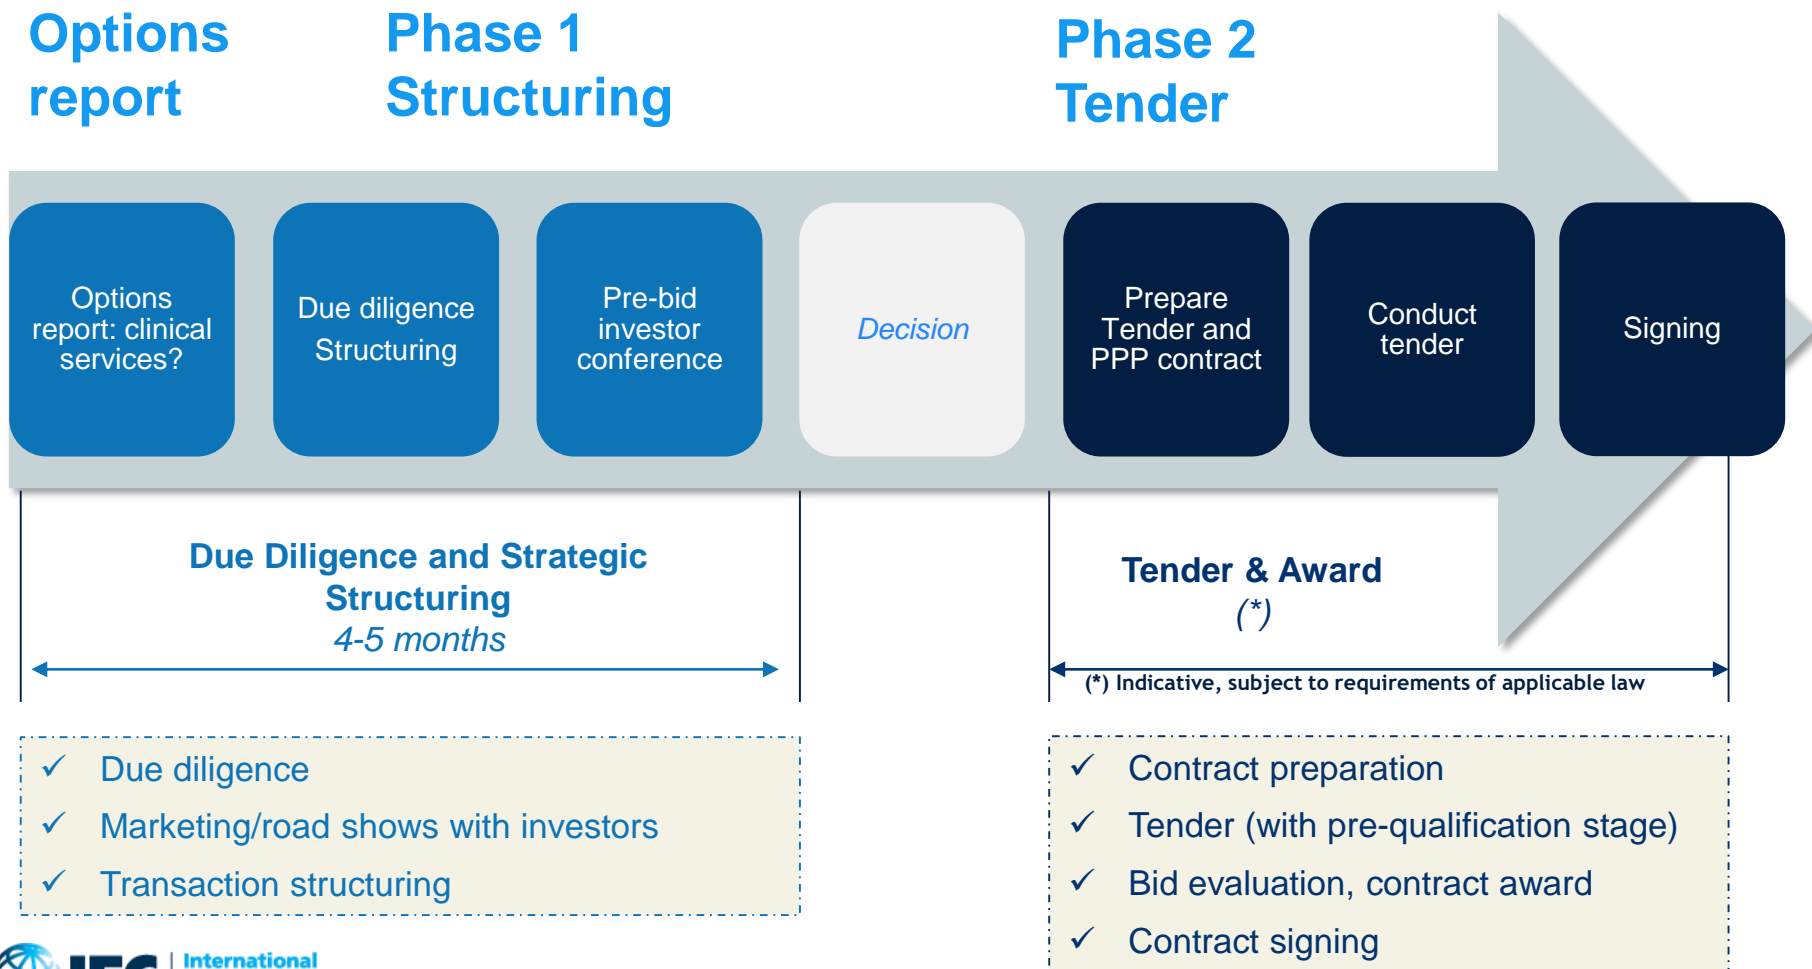 Options
report
Phase 1
Structuring
Phase 2
Tender
Options
report: clinical
services?
Due diligence
Structuring
Pre-bid
investor
conference
Decision
Prepare
Tender and
PPP contract
Conduct
tender
Signing
Due Diligence and Strategic
Structuring
4-5 months
Tender & Award
(*)
(*) Indicative, subject to requirements of applicable law
✓ Due diligence
✓ Marketing/road shows with investors
✓ Transaction structuring
✓ Contract preparation
✓ Tender (with pre-qualification stage)
✓ Bid evaluation, contract award
✓ Contract signing
IFC
International